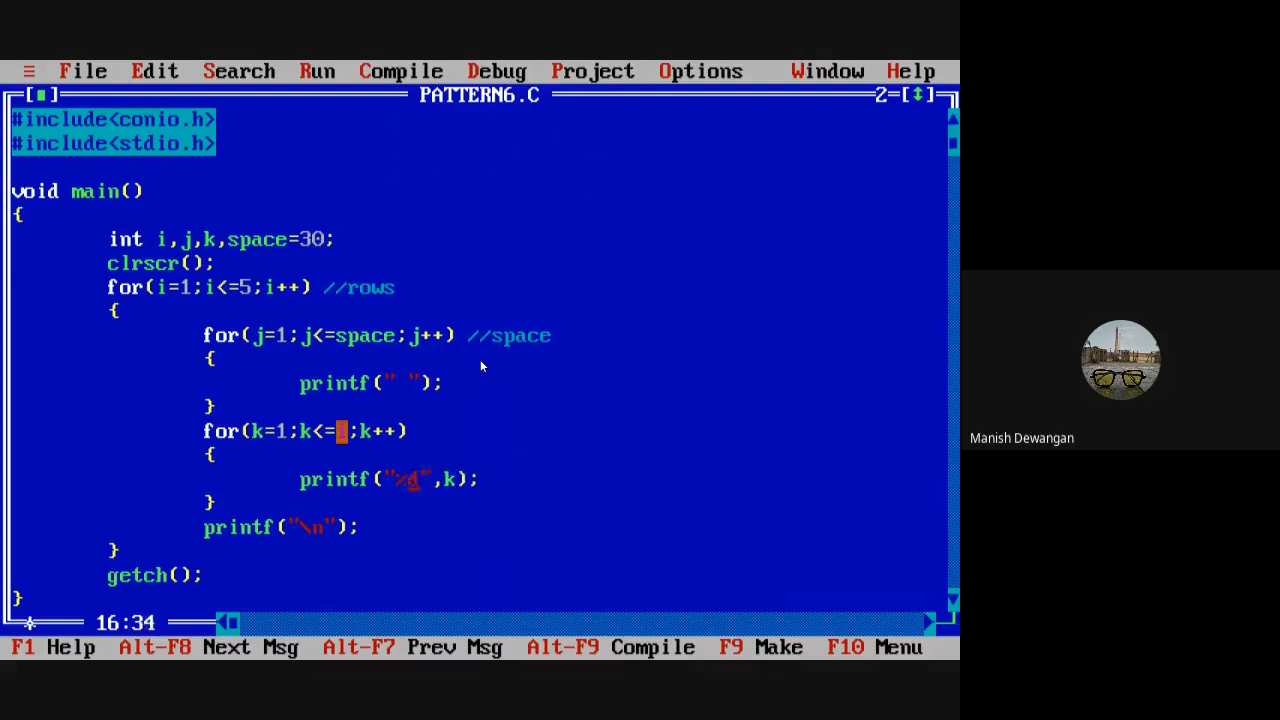 ≡ File Edit Search Run Compile Debug Project Options Window Help
[■] PATTERN6.C 2=[↕]
#include<conio.h>
#include<stdio.h>
void main()
{
int i,j,k,space=30;
clrscr();
for(i=1;i<=5;i++) //rows
{
for(j=1;j<=space;j++) //space
{
printf(" ");
}
for(k=1;k<=i;k++)
{
printf("%d",k);
}
printf("\n");
}
getch();
}
16:34
F1 Help Alt-F8 Next Msg Alt-F7 Prev Msg Alt-F9 Compile F9 Make F10 Menu
Manish Dewangan